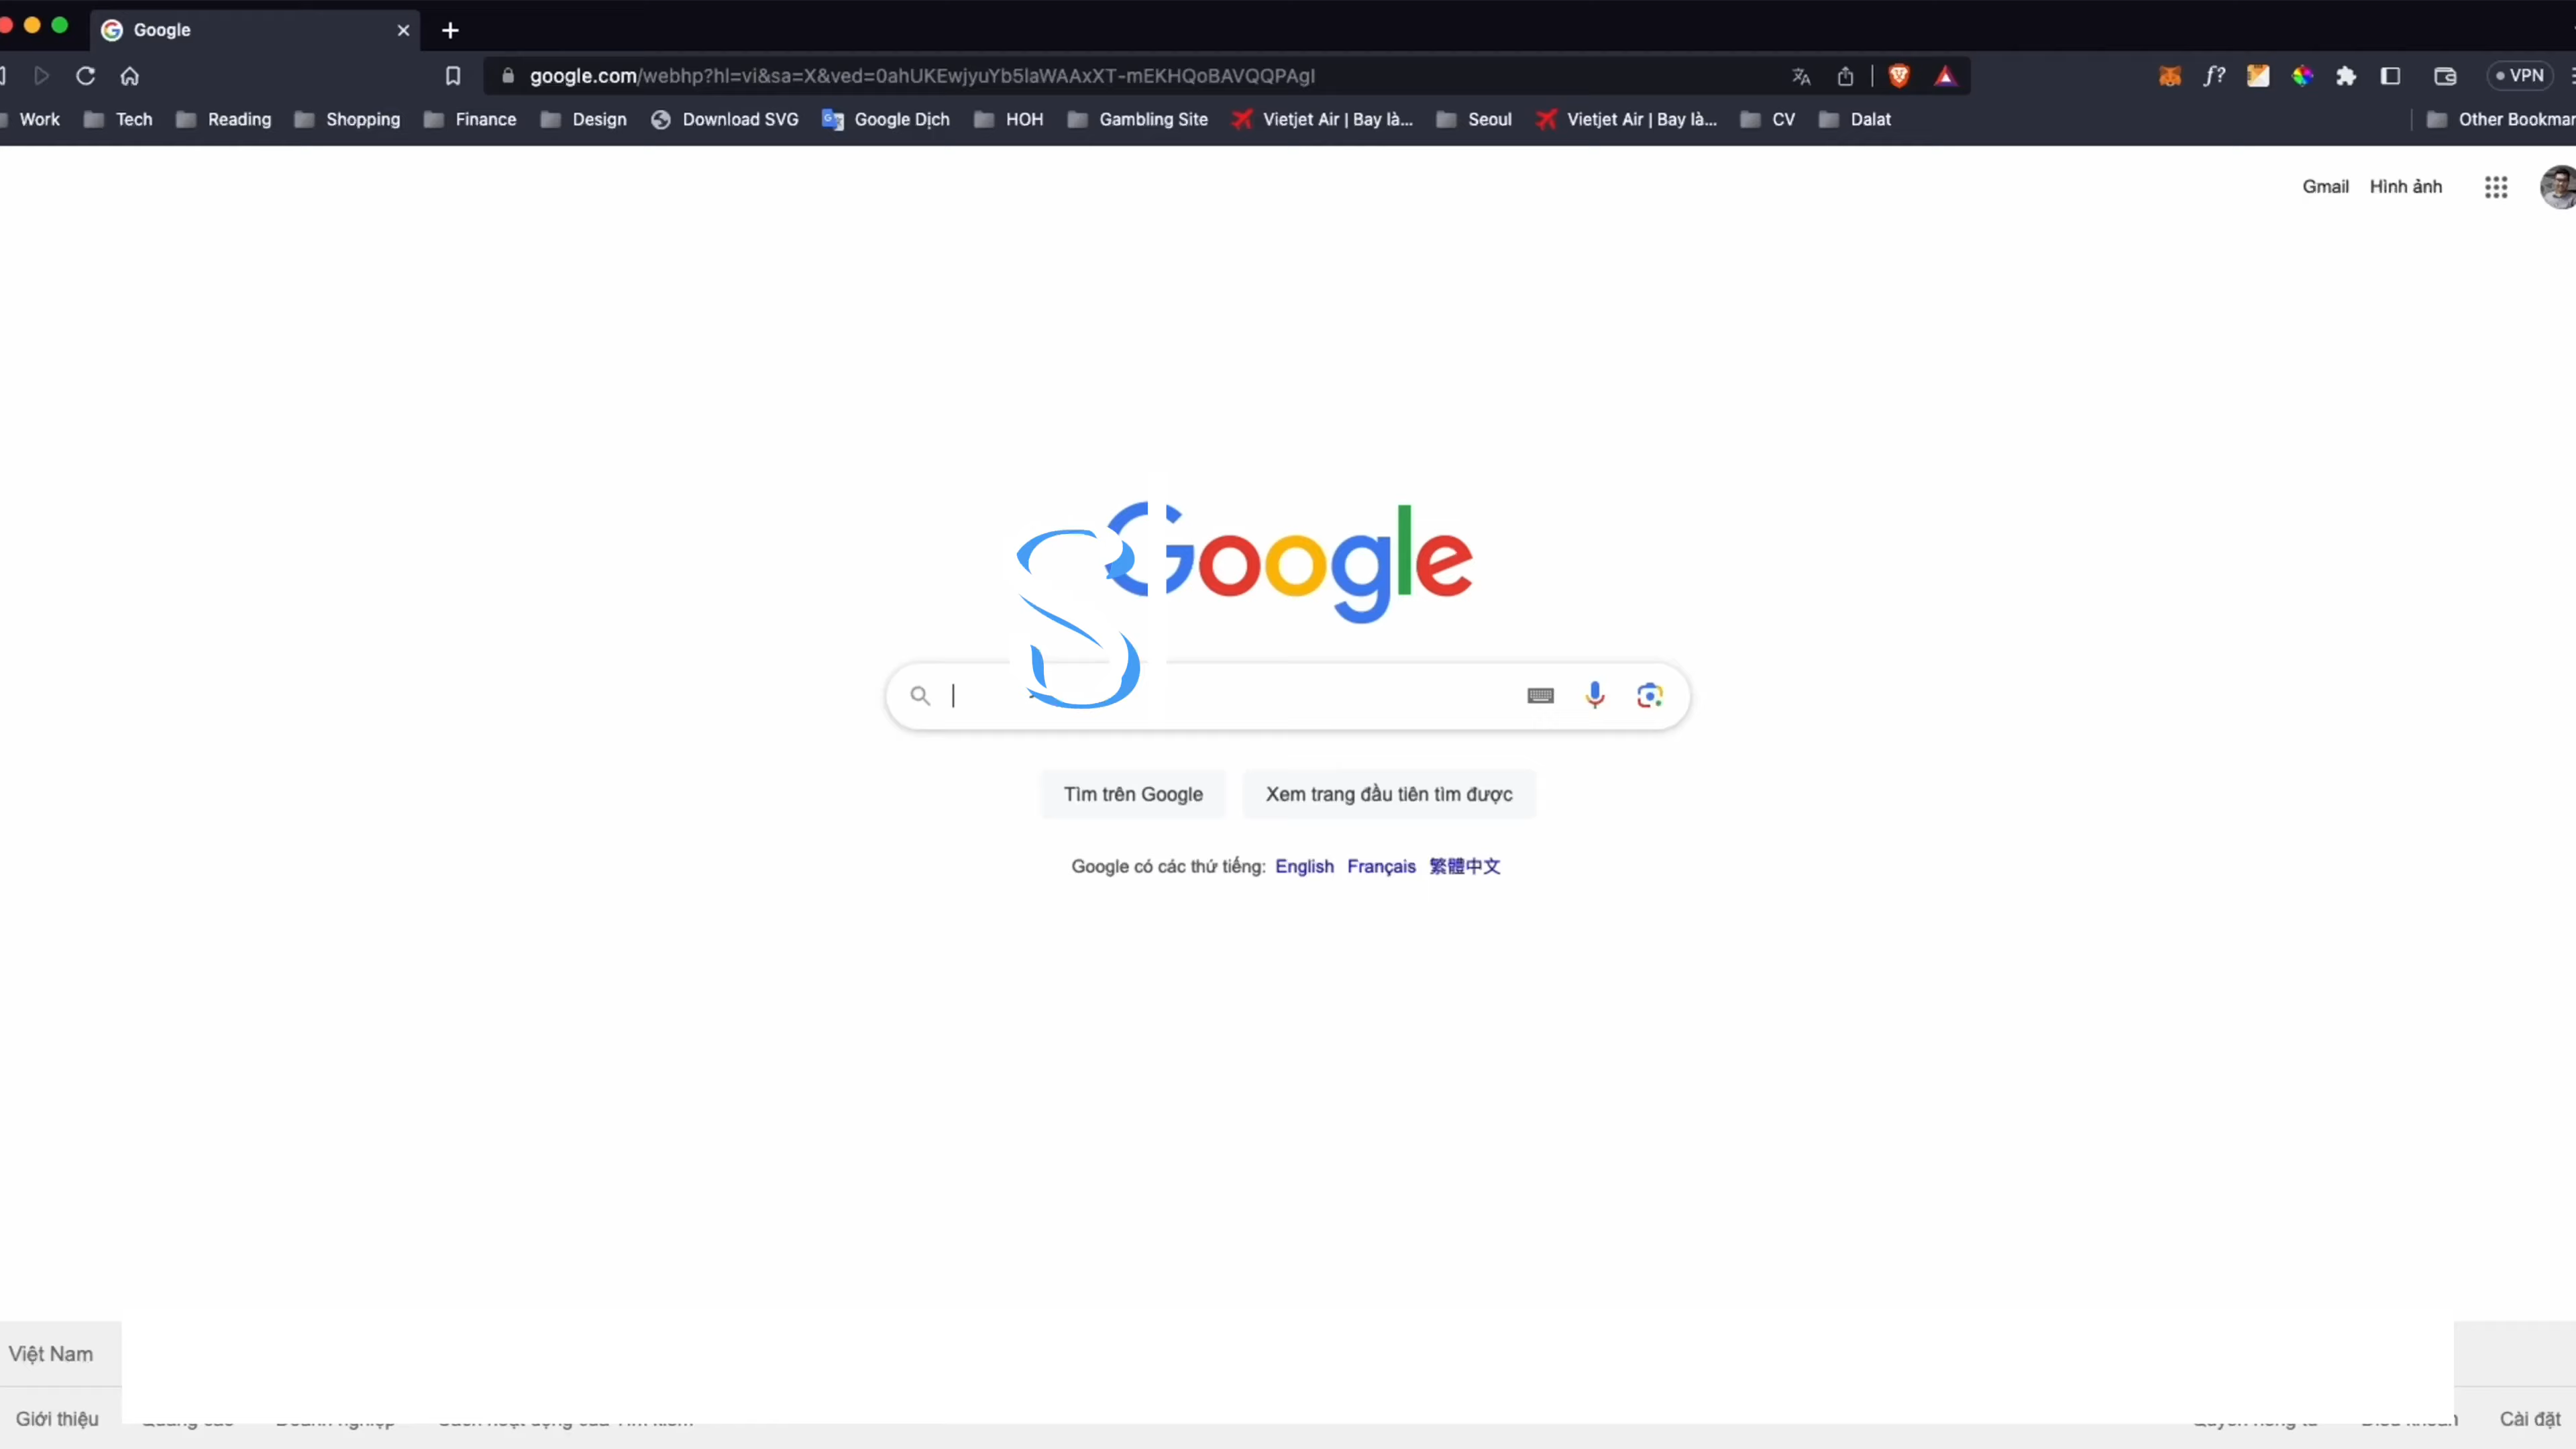 Google
google.com/webhp?hl=vi&sa=X&ved=0ahUKEwjyuYb5laWAAxXT-mEKHQoBAVQQPAgI
VPN
Work Tech Reading Shopping Finance Design Download SVG Google Dịch HOH Gambling Site Vietjet Air | Bay là... Seoul Vietjet Air | Bay là... CV Dalat Other Bookmar
Gmail Hình ảnh
Google
S
Tìm trên Google Xem trang đầu tiên tìm được
Google có các thứ tiếng: English Français 繁體中文
Việt Nam
Giới thiệu Cài đặt